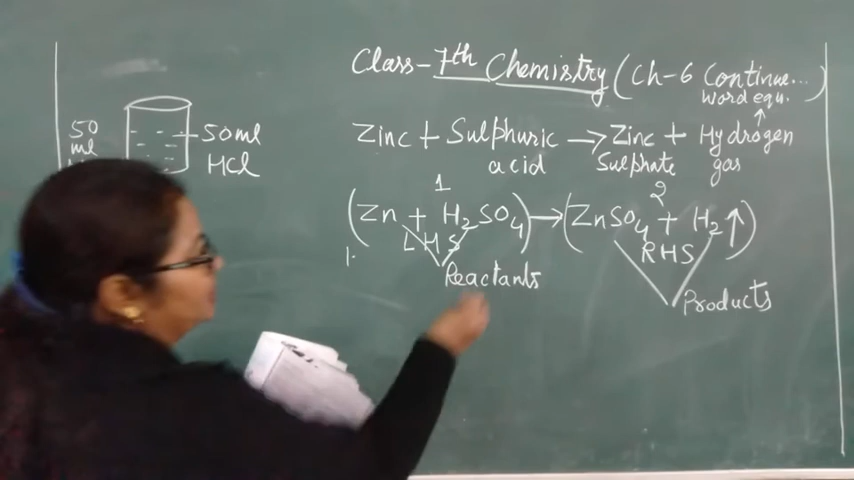 Class-7th Chemistry (Ch-6 Continue...)
word equ.
50 ml
50ml HCl
Zinc + Sulphuric acid → Zinc Sulphate + Hydrogen gas
1 2
(Zn + H₂SO₄) → (ZnSO₄ + H₂↑)
LHS RHS
1.
Reactants
Products